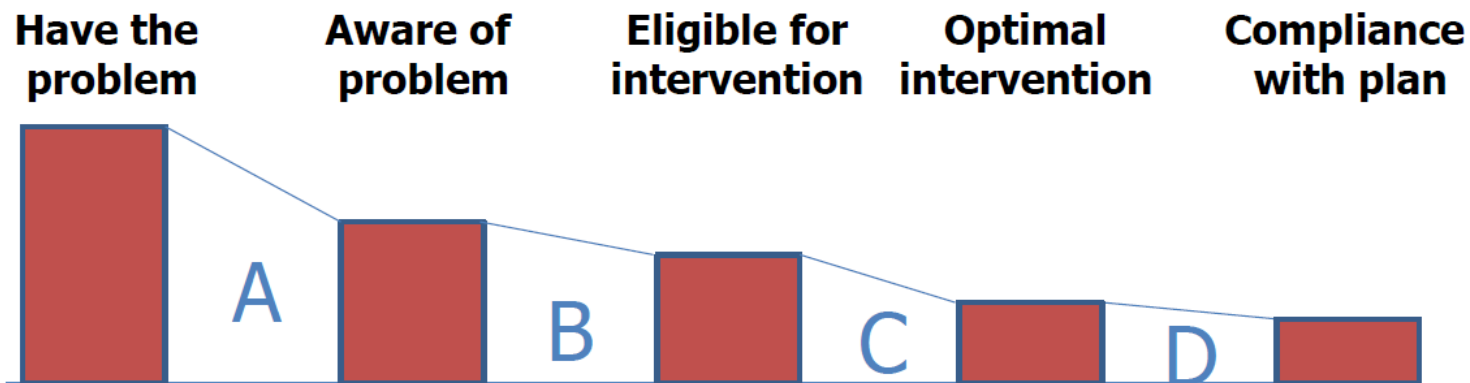 Have the
problem
Aware of
problem
Eligible for
intervention
Optimal
intervention
Compliance
with plan
A
B
C
D